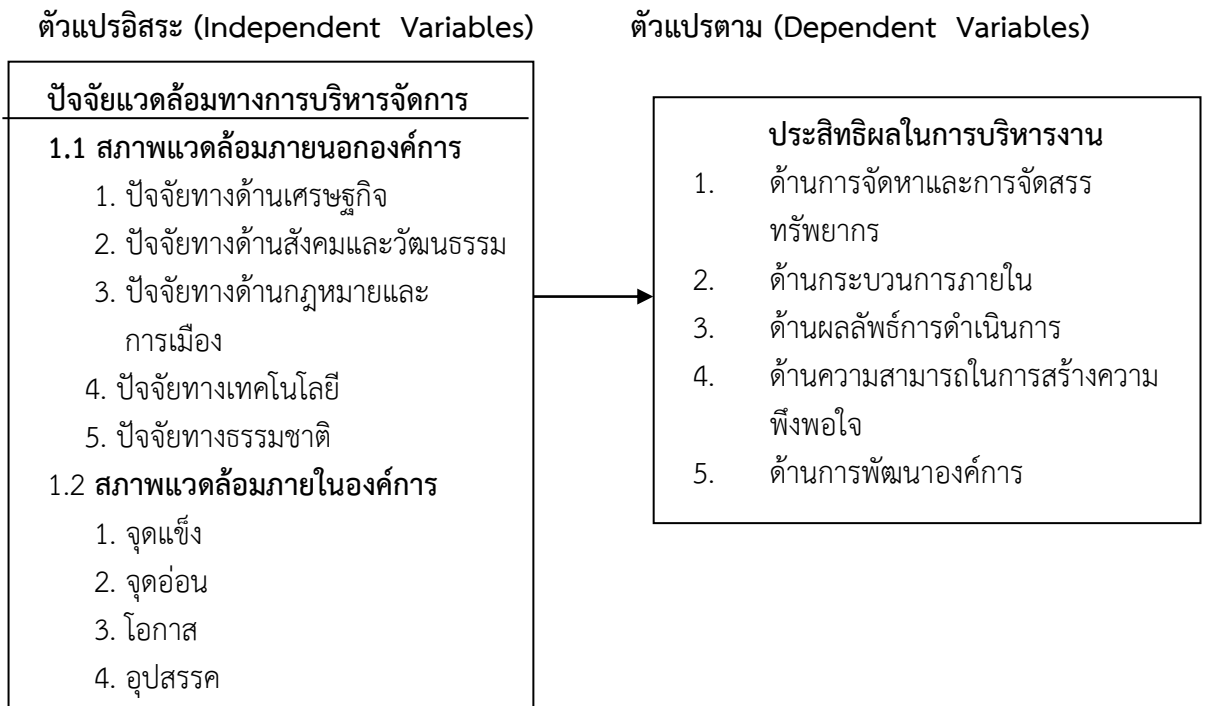 ตัวแปรอิสระ (Independent Variables)
ตัวแปรตาม (Dependent Variables)
ปัจจัยแวดล้อมทางการบริหารจัดการ
1.1 สภาพแวดล้อมภายนอกองค์การ
1. ปัจจัยทางด้านเศรษฐกิจ
2. ปัจจัยทางด้านสังคมและวัฒนธรรม
3. ปัจจัยทางด้านกฎหมายและ
การเมือง
4. ปัจจัยทางเทคโนโลยี
5. ปัจจัยทางธรรมชาติ
1.2 สภาพแวดล้อมภายในองค์การ
1. จุดแข็ง
2. จุดอ่อน
3. โอกาส
4. อุปสรรค
ประสิทธิผลในการบริหารงาน
1. ด้านการจัดหาและการจัดสรร
ทรัพยากร
2. ด้านกระบวนการภายใน
3. ด้านผลลัพธ์การดำเนินการ
4. ด้านความสามารถในการสร้างความ
พึงพอใจ
5. ด้านการพัฒนาองค์การ